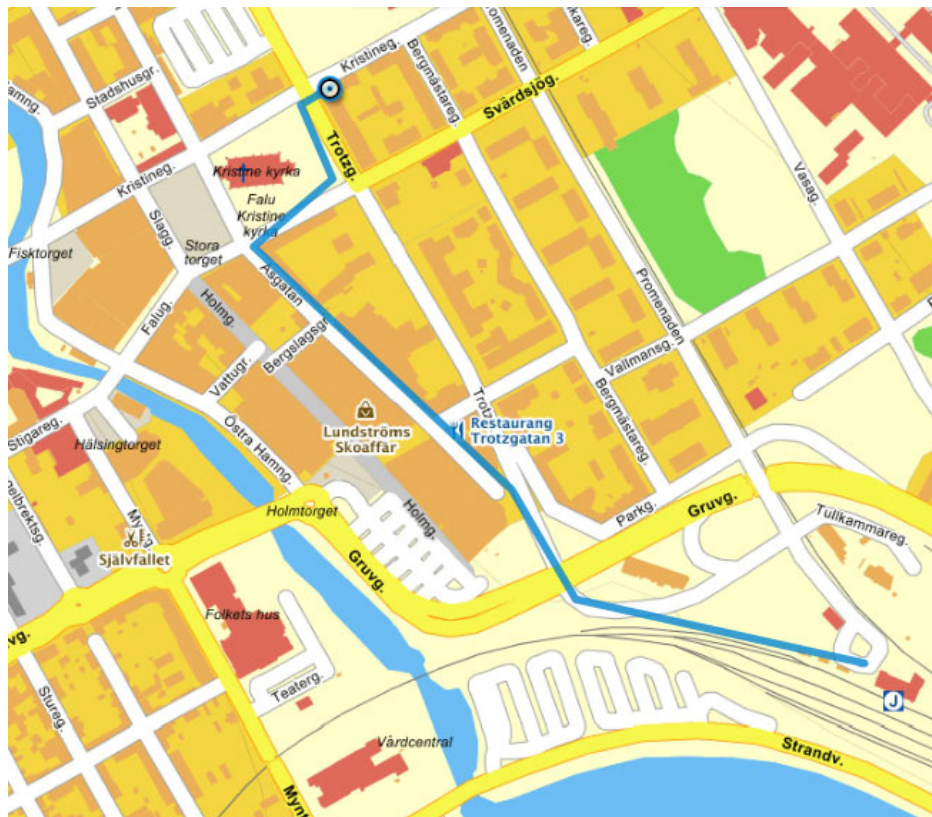 Kristineg.
Bergmästareg.
Promenaden
Svärdsjög.
Stadshusgr.
Trotzg.
Vasag.
Kristine kyrka
Kristineg.
Falu
Kristine
kyrka
Slagg.
Fisktorget
Stora
torget
Åsgatan
Promenaden
Holmg.
Falug.
Bergslagsgr.
Vattugr.
Vallmansg.
Bergmästareg.
Lundströms
Skoaffär
Restaurang
Trotzgatan 3
Stigareg.
Hälsingtorget
Östra Hamng.
Holmg.
Parkg.
Gruvg.
Tullkammareg.
Holmtorget
Självfallet
Gruvg.
Folkets hus
Teaterg.
Stureg.
J
Vårdcentral
Strandv.